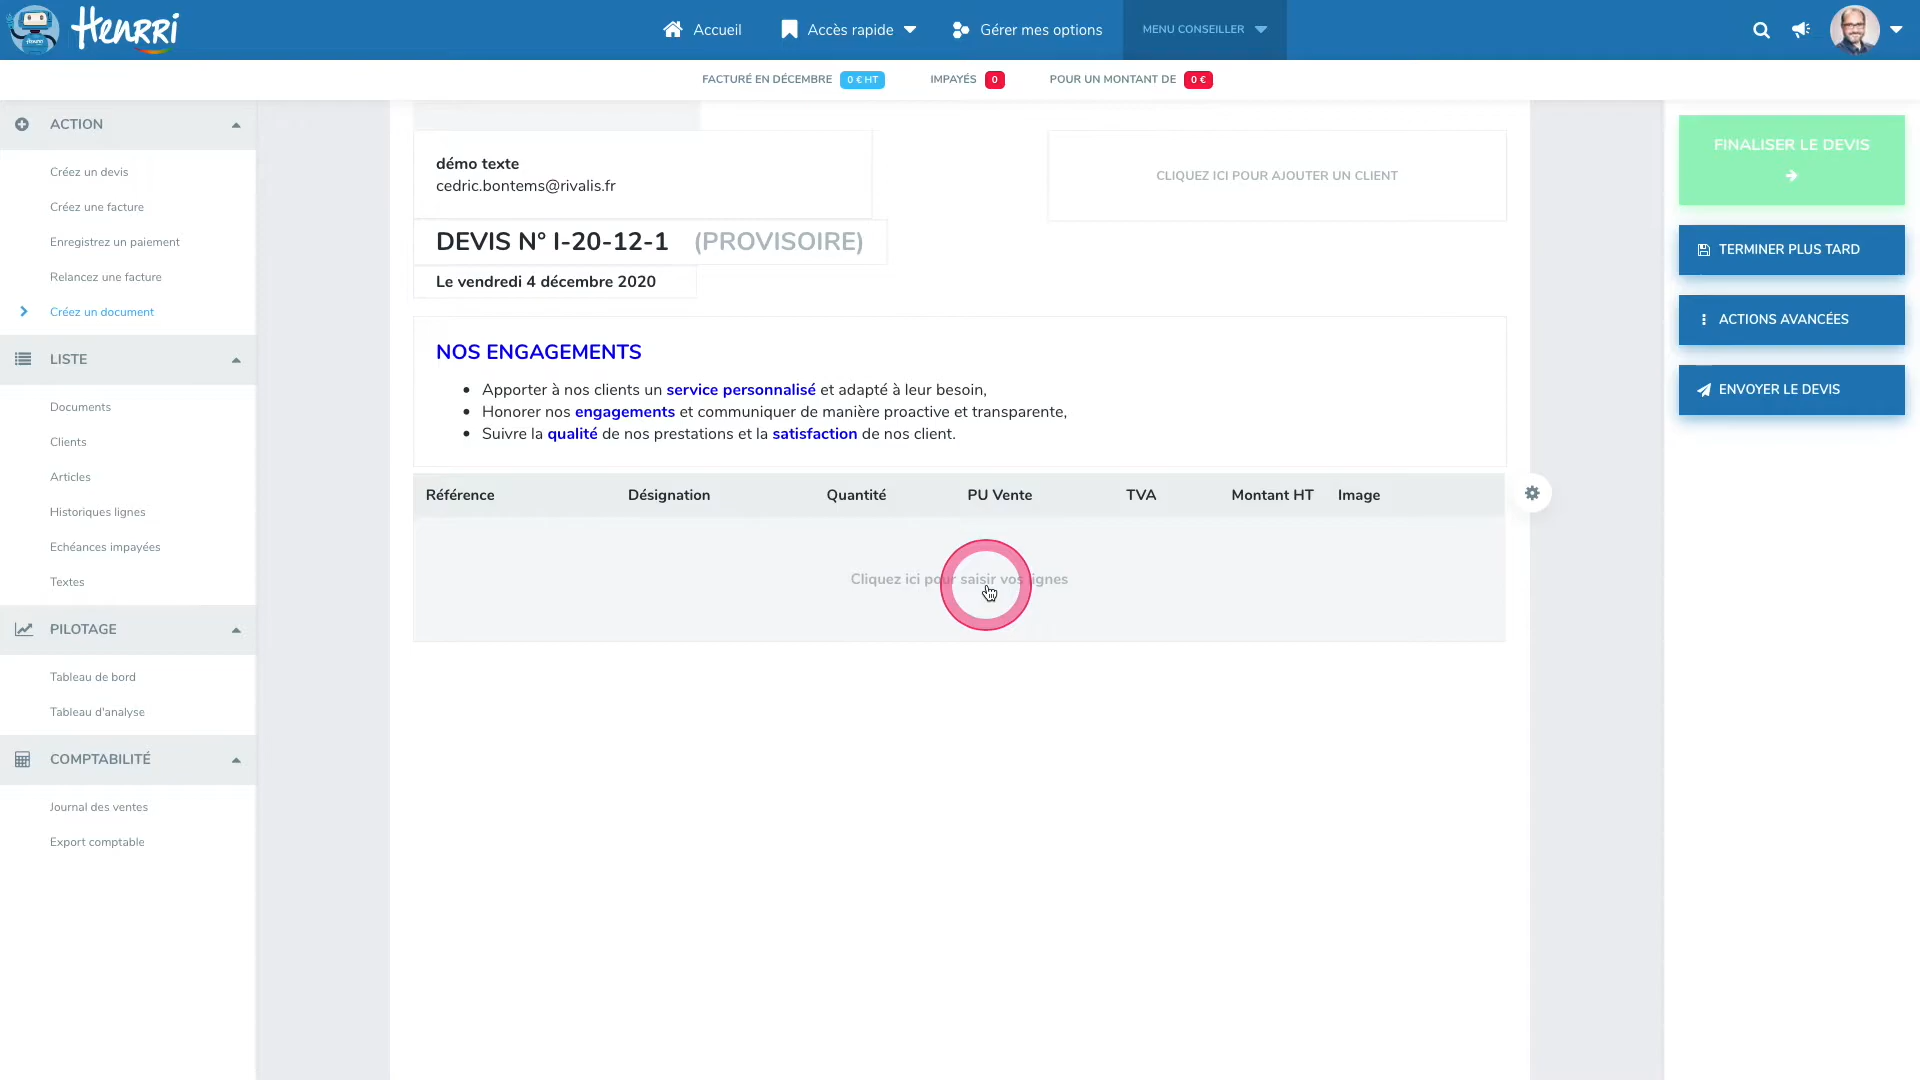 Henrri
Accueil
Accès rapide
Gérer mes options
MENU CONSEILLER
FACTURÉ EN DÉCEMBRE 0 € HT
IMPAYÉS 0
POUR UN MONTANT DE 0 €
ACTION
Créez un devis
Créez une facture
Enregistrez un paiement
Relancez une facture
Créez un document
LISTE
Documents
Clients
Articles
Historiques lignes
Echéances impayées
Textes
PILOTAGE
Tableau de bord
Tableau d'analyse
COMPTABILITÉ
Journal des ventes
Export comptable
démo texte
cedric.bontems@rivalis.fr
CLIQUEZ ICI POUR AJOUTER UN CLIENT
DEVIS N° I-20-12-1 (PROVISOIRE)
Le vendredi 4 décembre 2020
NOS ENGAGEMENTS
• Apporter à nos clients un service personnalisé et adapté à leur besoin,
• Honorer nos engagements et communiquer de manière proactive et transparente,
• Suivre la qualité de nos prestations et la satisfaction de nos client.
Référence Désignation Quantité PU Vente TVA Montant HT Image
Cliquez ici pour saisir vos lignes
FINALISER LE DEVIS
TERMINER PLUS TARD
ACTIONS AVANCÉES
ENVOYER LE DEVIS